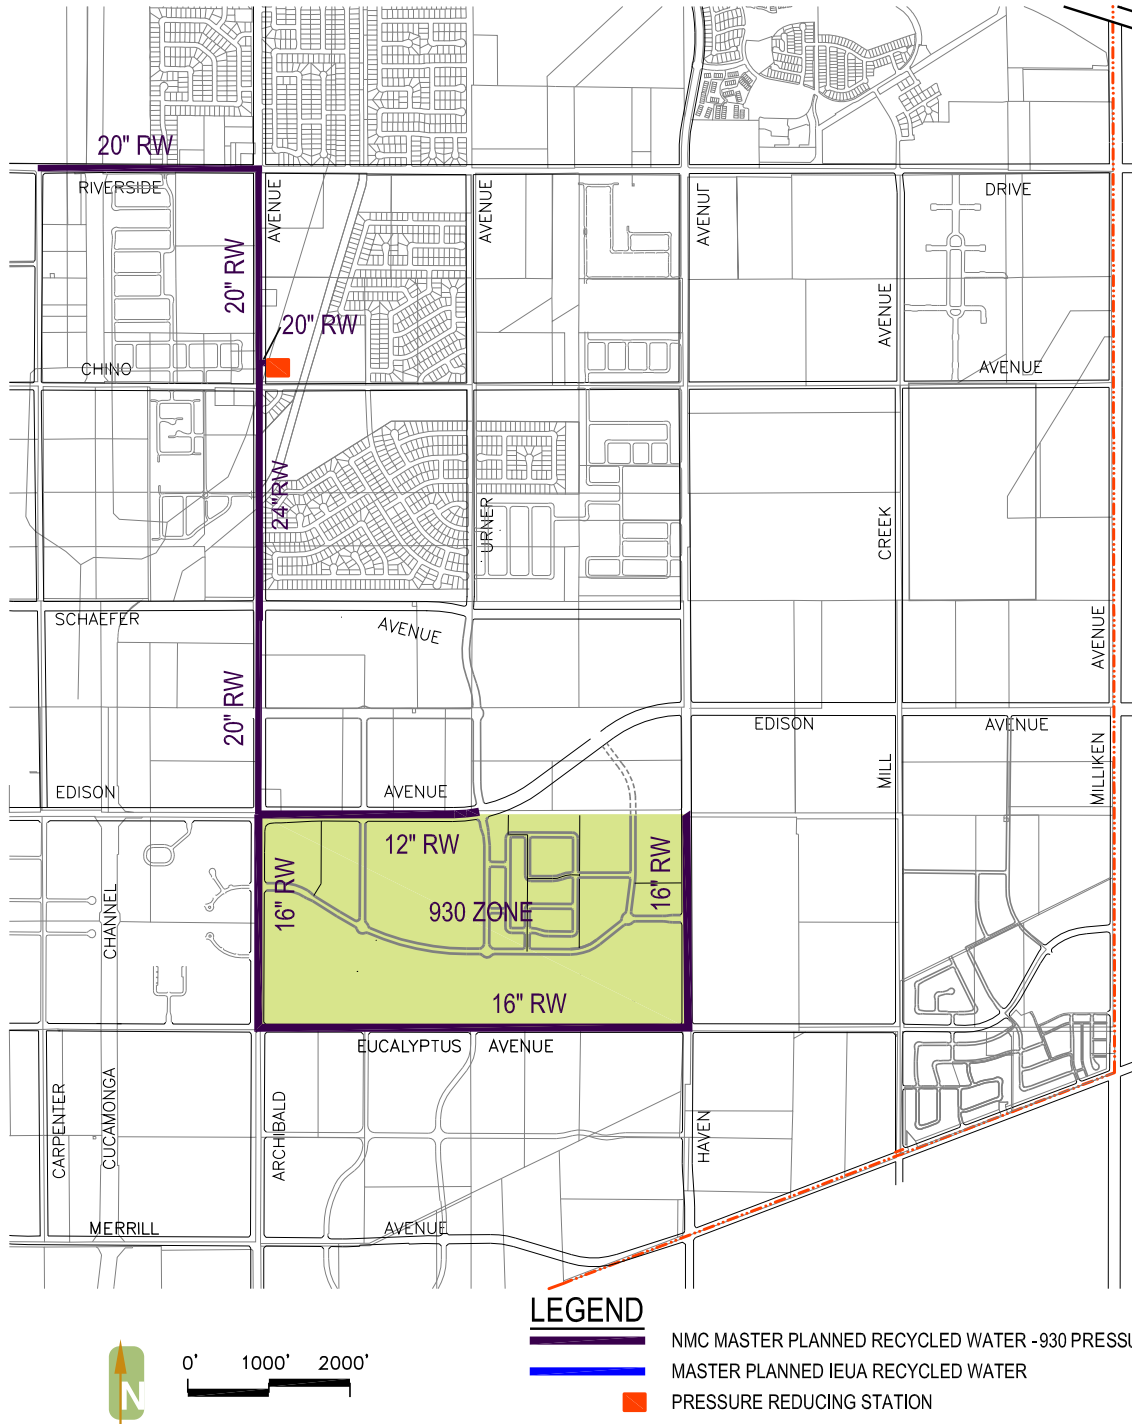 20" RW
RIVERSIDE
AVENUE
AVENUE
DRIVE
20" RW
20" RW
AVENUE
CHINO
AVENUE
24"RW
URNER
CREEK
SCHAEFER
AVENUE
AVENUE
20" RW
EDISON
AVENUE
MILL
MILLIKEN
EDISON
AVENUE
12" RW
16" RW
16" RW
930 ZONE
CHANNEL
16" RW
EUCALYPTUS AVENUE
CARPENTER
CUCAMONGA
ARCHIBALD
HAVEN
MERRILL
AVENUE
LEGEND
NMC MASTER PLANNED RECYCLED WATER -930 PRESSU
MASTER PLANNED IEUA RECYCLED WATER
PRESSURE REDUCING STATION
N
0' 1000' 2000'